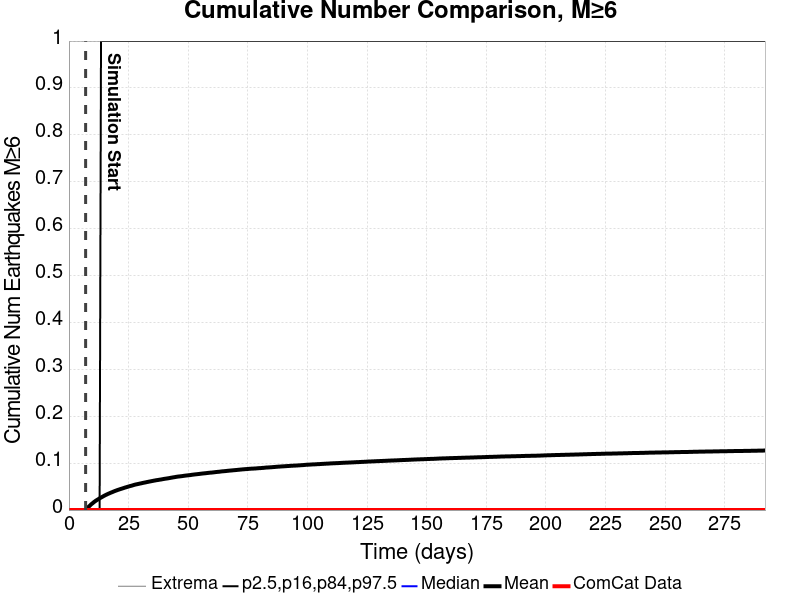 Cumulative Number Comparison, M≥6
Cumulative Num Earthquakes M≥6
1
0.9
0.8
0.7
0.6
0.5
0.4
0.3
0.2
0.1
0
Simulation Start
0 25 50 75 100 125 150 175 200 225 250 275
Time (days)
Extrema p2.5,p16,p84,p97.5 Median Mean ComCat Data